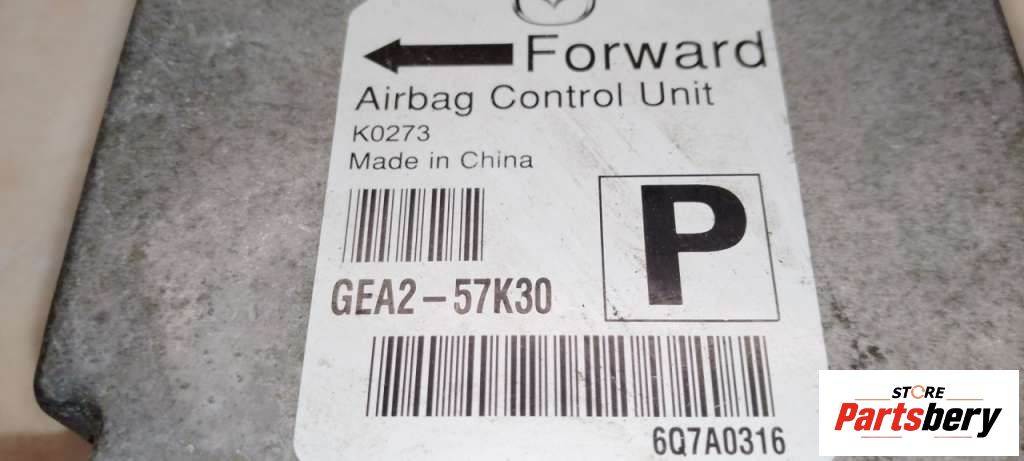 Forward
Airbag Control Unit
K0273
Made in China
P
GEA2-57K30
6Q7A0316
STORE
Partsbery